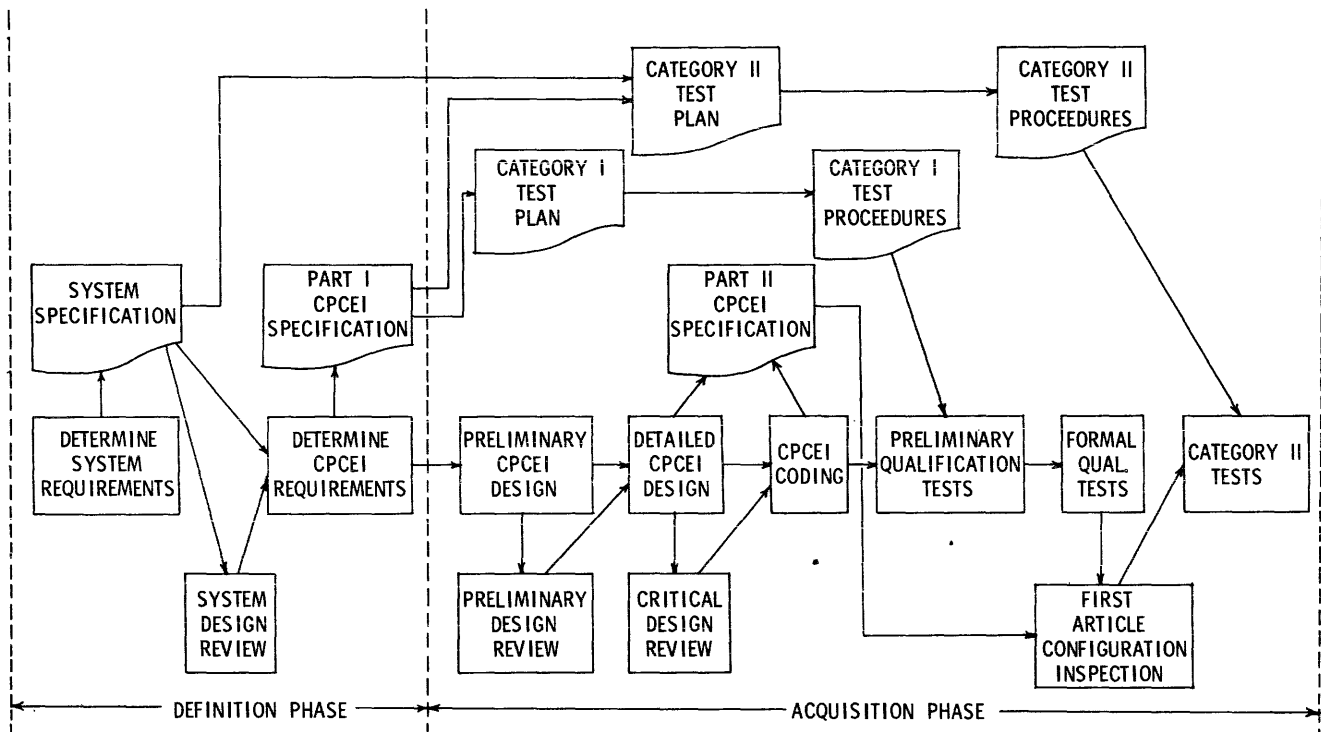 CATEGORY II
TEST
PLAN
CATEGORY II
TEST
PROCEEDURES
CATEGORY I
TEST
PLAN
CATEGORY I
TEST
PROCEEDURES
SYSTEM
SPECIFICATION
PART I
CPCEI
SPECIFICATION
PART II
CPCEI
SPECIFICATION
DETERMINE
SYSTEM
REQUIREMENTS
DETERMINE
CPCEI
REQUIREMENTS
PRELIMINARY
CPCEI
DESIGN
DETAILED
CPCEI
DESIGN
CPCEI
CODING
PRELIMINARY
QUALIFICATION
TESTS
FORMAL
QUAL.
TESTS
CATEGORY II
TESTS
SYSTEM
DESIGN
REVIEW
PRELIMINARY
DESIGN
REVIEW
CRITICAL
DESIGN
REVIEW
FIRST
ARTICLE
CONFIGURATION
INSPECTION
DEFINITION PHASE
ACQUISITION PHASE